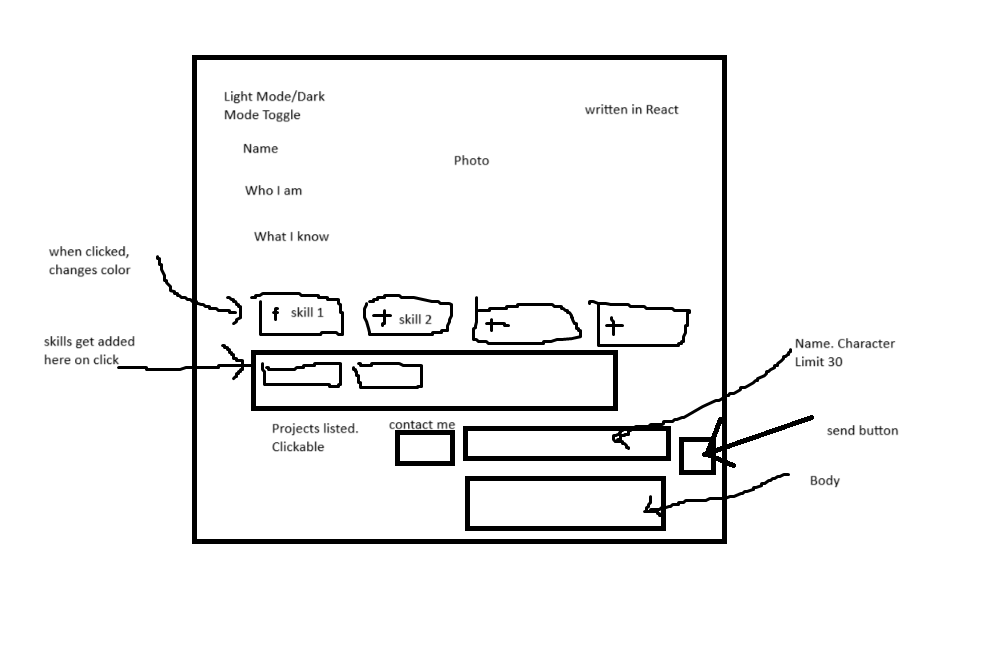 Light Mode/Dark
Mode Toggle
written in React
Name
Photo
Who I am
What I know
when clicked,
changes color
+ skill 1
+ skill 2
+
+
skills get added
here on click
Name. Character
Limit 30
Projects listed.
Clickable
contact me
send button
Body